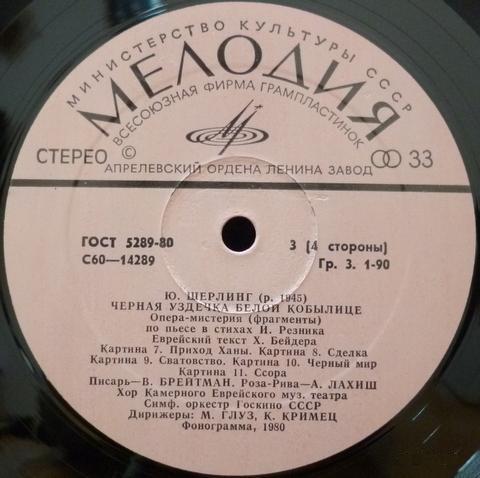 МИНИСТЕРСТВО КУЛЬТУРЫ СССР
МЕЛОДИЯ
ВСЕСОЮЗНАЯ ФИРМА ГРАМПЛАСТИНОК
СТЕРЕО © 33
АПРЕЛЕВСКИЙ ОРДЕНА ЛЕНИНА ЗАВОД
ГОСТ 5289-80 3 (4 стороны)
С60—14289 Гр. 3. 1-90
Ю. ШЕРЛИНГ (р. 1945)
ЧЕРНАЯ УЗДЕЧКА БЕЛОЙ КОБЫЛИЦЕ
Опера-мистерия (фрагменты)
по пьесе в стихах И. Резника
Еврейский текст Х. Бейдера
Картина 7. Приход Ханы. Картина 8. Сделка
Картина 9. Сватовство. Картина 10. Черный мир
Картина 11. Ссора
Писарь—В. БРЕЙТМАН. Роза-Рива—А. ЛАХИШ
Хор Камерного Еврейского муз. театра
Симф. оркестр Госкино СССР
Дирижеры: М. ГЛУЗ, К. КРИМЕЦ
Фонограмма, 1980